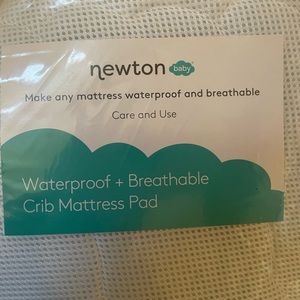 newton baby
Make any mattress waterproof and breathable
Care and Use
Waterproof + Breathable
Crib Mattress Pad